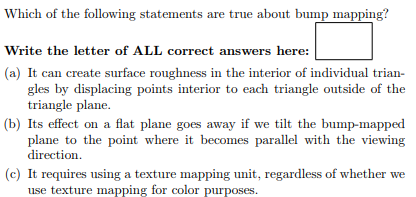 Which of the following statements are true about bump mapping?
Write the letter of ALL correct answers here:
(a) It can create surface roughness in the interior of individual trian-
gles by displacing points interior to each triangle outside of the
triangle plane.
(b) Its effect on a flat plane goes away if we tilt the bump-mapped
plane to the point where it becomes parallel with the viewing
direction.
(c) It requires using a texture mapping unit, regardless of whether we
use texture mapping for color purposes.